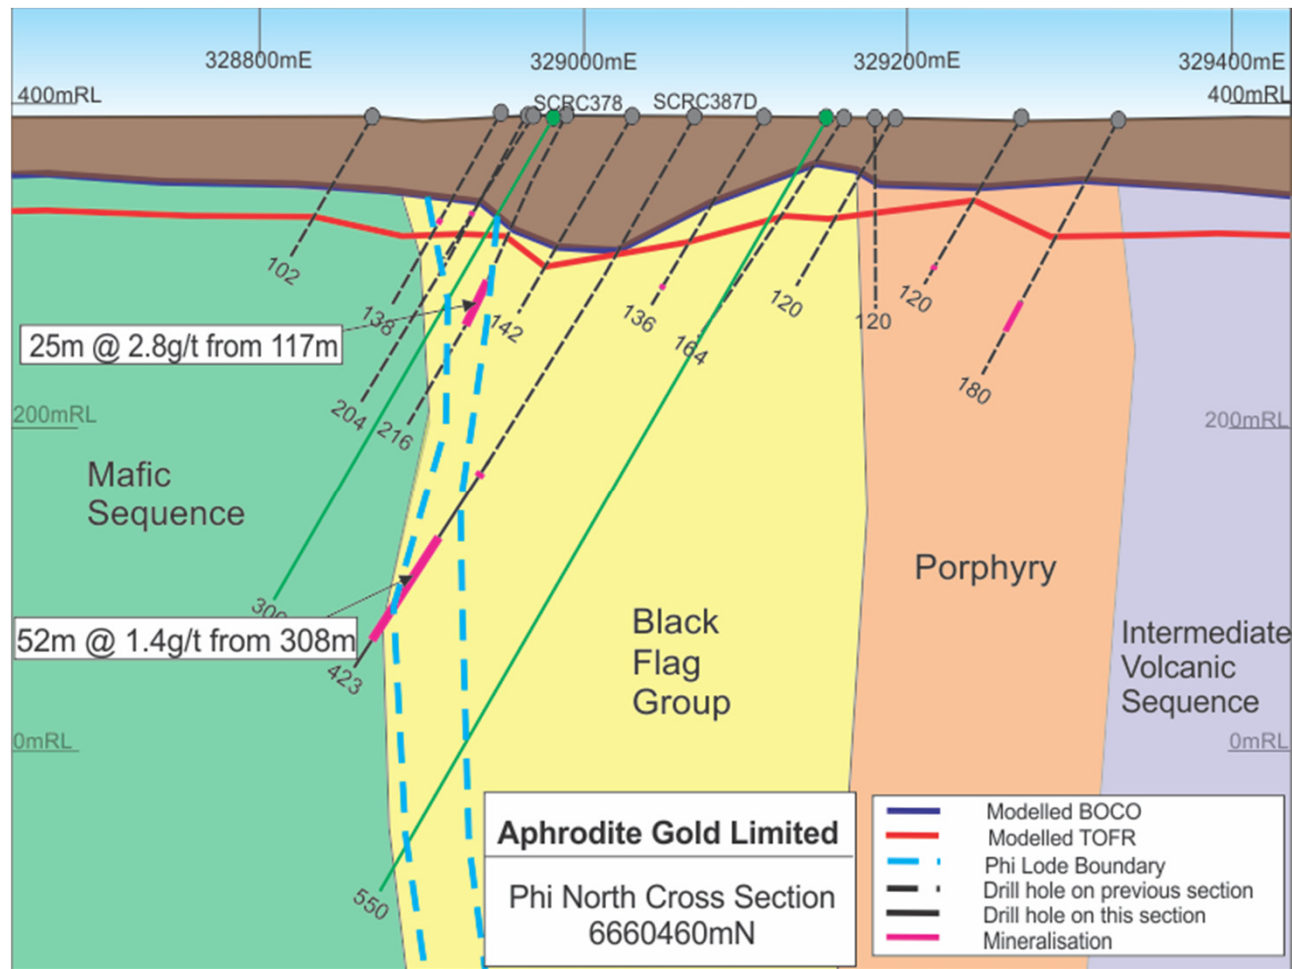 328800mE
329000mE
329200mE
329400mE
400mRL
SCRC378
SCRC387D
400mRL
102
138
142
136
164
120
120
120
180
25m @ 2.8g/t from 117m
204
216
200mRL
200mRL
Mafic
Sequence
Porphyry
300
52m @ 1.4g/t from 308m
423
Black
Flag
Group
Intermediate
Volcanic
Sequence
0mRL
0mRL
550
Aphrodite Gold Limited
Phi North Cross Section
6660460mN
Modelled BOCO
Modelled TOFR
Phi Lode Boundary
Drill hole on previous section
Drill hole on this section
Mineralisation